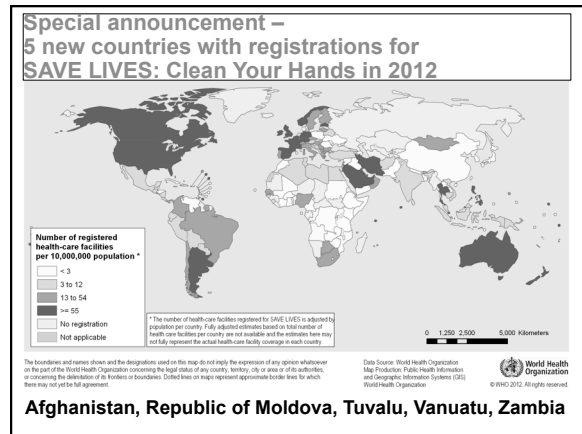 Special announcement –
5 new countries with registrations for
SAVE LIVES: Clean Your Hands in 2012
Number of registered
health-care facilities
per 10,000,000 population *
< 3
3 to 12
13 to 54
>= 55
No registration
Not applicable
* The number of health-care facilities registered for SAVE LIVES is adjusted by
population per country. Fully adjusted estimates based on total number of
health care facilities per country are not available and the estimates here may
not fully represent the actual health-care facility coverage in each country.
0 1,250 2,500 5,000 Kilometers
The boundaries and names shown and the designations used on this map do not imply the expression of any opinion whatsoever
on the part of the World Health Organization concerning the legal status of any country, territory, city or area or of its authorities,
or concerning the delimitation of its frontiers or boundaries. Dotted lines on maps represent approximate border lines for which
there may not yet be full agreement.
Data Source: World Health Organization
Map Production: Public Health Information
and Geographic Information Systems (GIS)
World Health Organization
World Health
Organization
© WHO 2012. All rights reserved.
Afghanistan, Republic of Moldova, Tuvalu, Vanuatu, Zambia